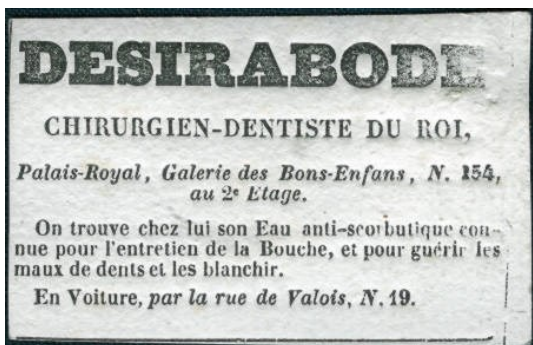 DESIRABODE
CHIRURGIEN-DENTISTE DU ROI,
Palais-Royal, Galerie des Bons-Enfans, N. 154,
au 2e Etage.
On trouve chez lui son Eau anti-scorbutique con-
nue pour l'entretien de la Bouche, et pour guérir les
maux de dents et les blanchir.
En Voiture, par la rue de Valois, N. 19.